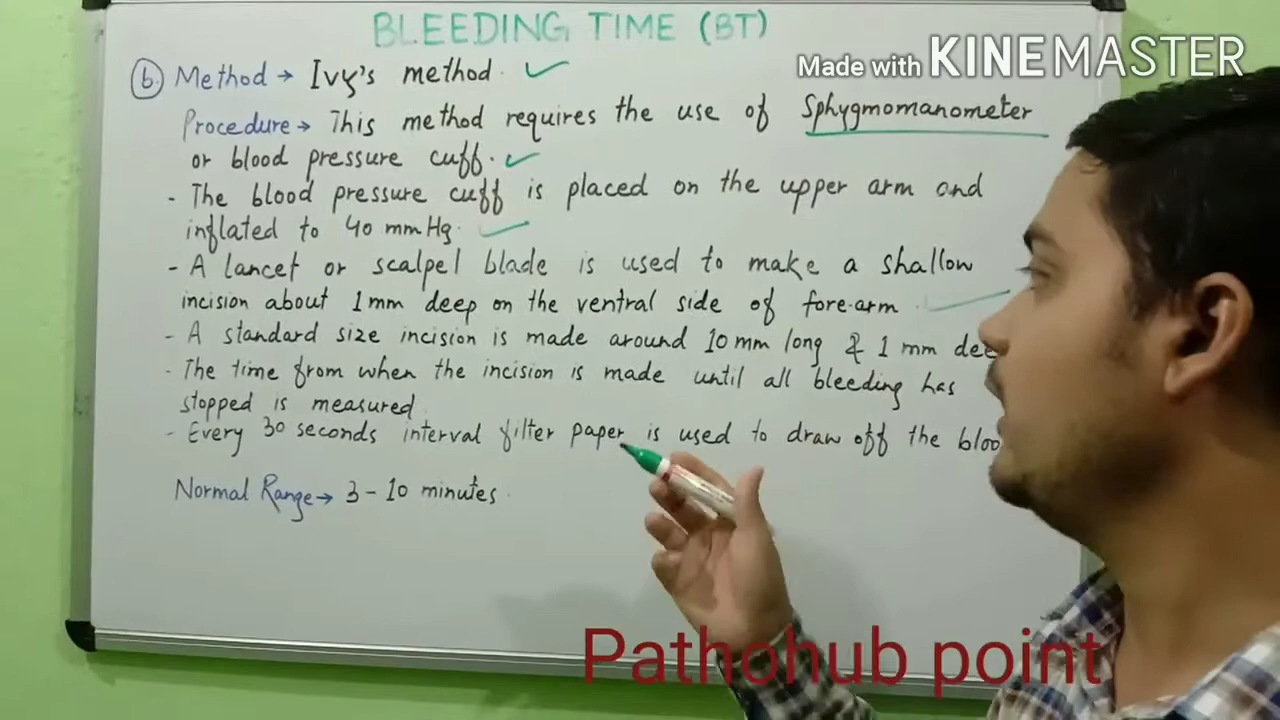 BLEEDING TIME (BT)
Made with KINEMASTER
b. Method → Ivy's method.
Procedure → This method requires the use of Sphygmomanometer
or blood pressure cuff.
- The blood pressure cuff is placed on the upper arm and
inflated to 40 mmHg.
- A lancet or scalpel blade is used to make a shallow
incision about 1mm deep on the ventral side of fore-arm
- A standard size incision is made around 10mm long & 1 mm
- The time from when the incision is made until all bleeding has
stopped is measured
- Every 30 seconds interval filter paper is used to draw off the
Normal Range → 3 - 10 minutes.
Pathohub point